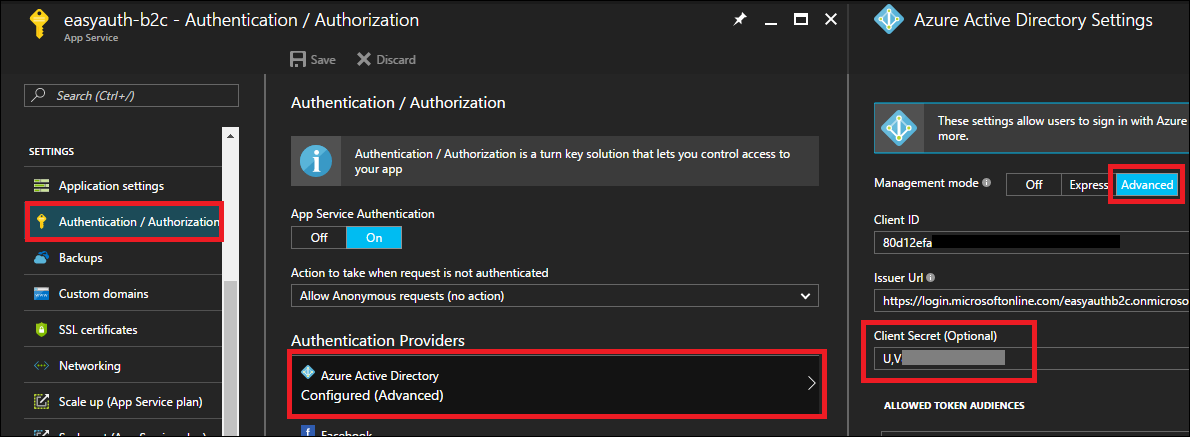 easyauth-b2c - Authentication / Authorization
App Service
Search (Ctrl+/)
SETTINGS
Application settings
Authentication / Authorization
Backups
Custom domains
SSL certificates
Networking
Scale up (App Service plan)
Save
Discard
Authentication / Authorization
Authentication / Authorization is a turn key solution that lets you control access to
your app
App Service Authentication
Off
On
Action to take when request is not authenticated
Allow Anonymous requests (no action)
Authentication Providers
Azure Active Directory
Configured (Advanced)
Facebook
Azure Active Directory Settings
These settings allow users to sign in with Azure
more.
Management mode
Off
Express
Advanced
Client ID
80d12efa
Issuer Url
https://login.microsoftonline.com/easyauthb2c.onmicroso
Client Secret (Optional)
U,V
ALLOWED TOKEN AUDIENCES